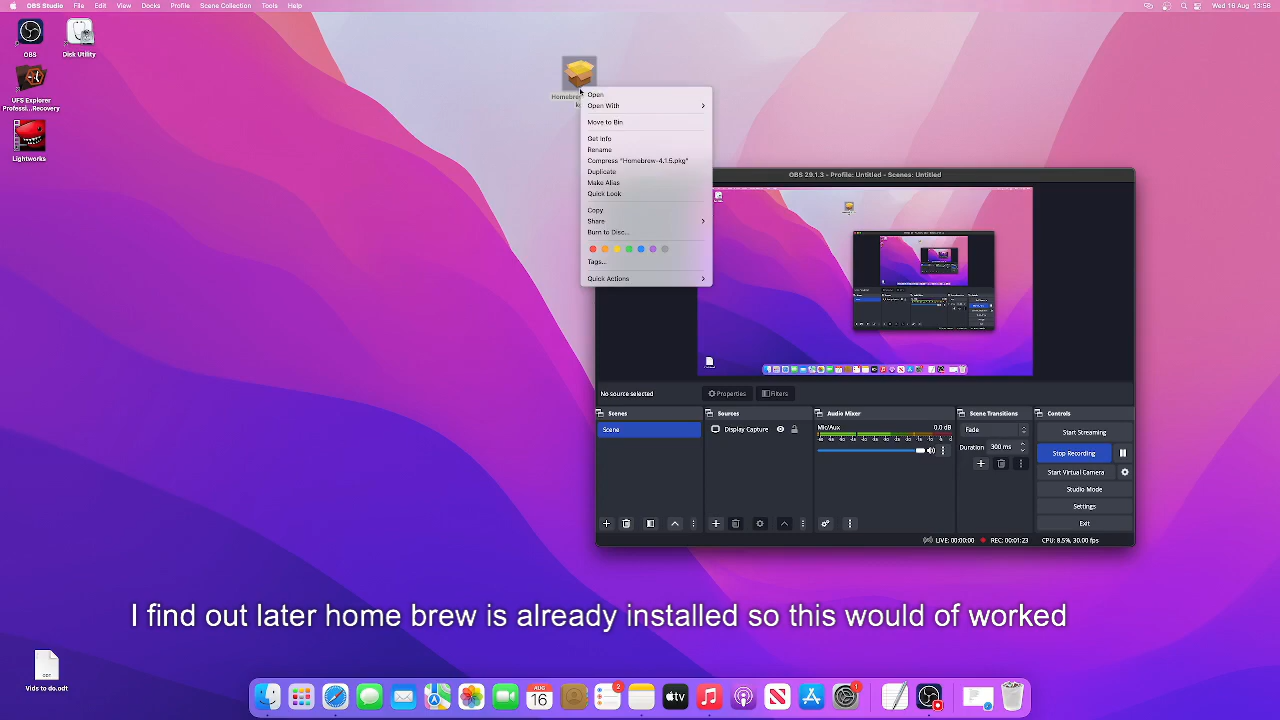 OBS Studio File Edit View Docks Profile Scene Collection Tools Help Wed 16 Aug 13:56
OBS
Disk Utility
UFS Explorer
Professi...Recovery
Lightworks
Open
Open With
Move to Bin
Get Info
Rename
Compress "Homebrew-4.1.5.pkg"
Duplicate
Make Alias
Quick Look
Copy
Share
Burn to Disc...
Tags...
Quick Actions
OBS 29.1.3 - Profile: Untitled - Scenes: Untitled
No source selected
Properties
Filters
Scenes
Sources
Audio Mixer
Scene Transitions
Controls
Scene
Display Capture
Mic/Aux 0.0 dB
Fade
Duration 300 ms
Start Streaming
Stop Recording
Start Virtual Camera
Studio Mode
Settings
Exit
LIVE: 00:00:00 REC: 00:01:23 CPU: 8.5%, 30.00 fps
I find out later home brew is already installed so this would of worked
Vids to do.odt
AUG
16
2
tv
1